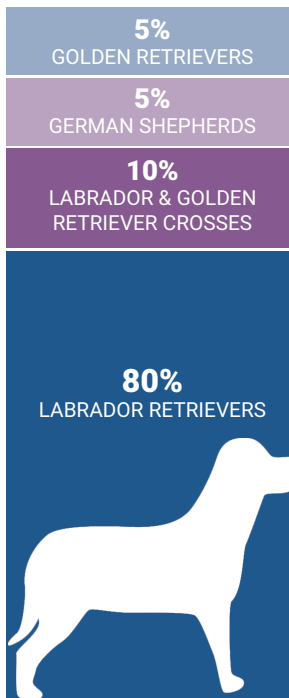 5%
GOLDEN RETRIEVERS
5%
GERMAN SHEPHERDS
10%
LABRADOR & GOLDEN
RETRIEVER CROSSES
80%
LABRADOR RETRIEVERS